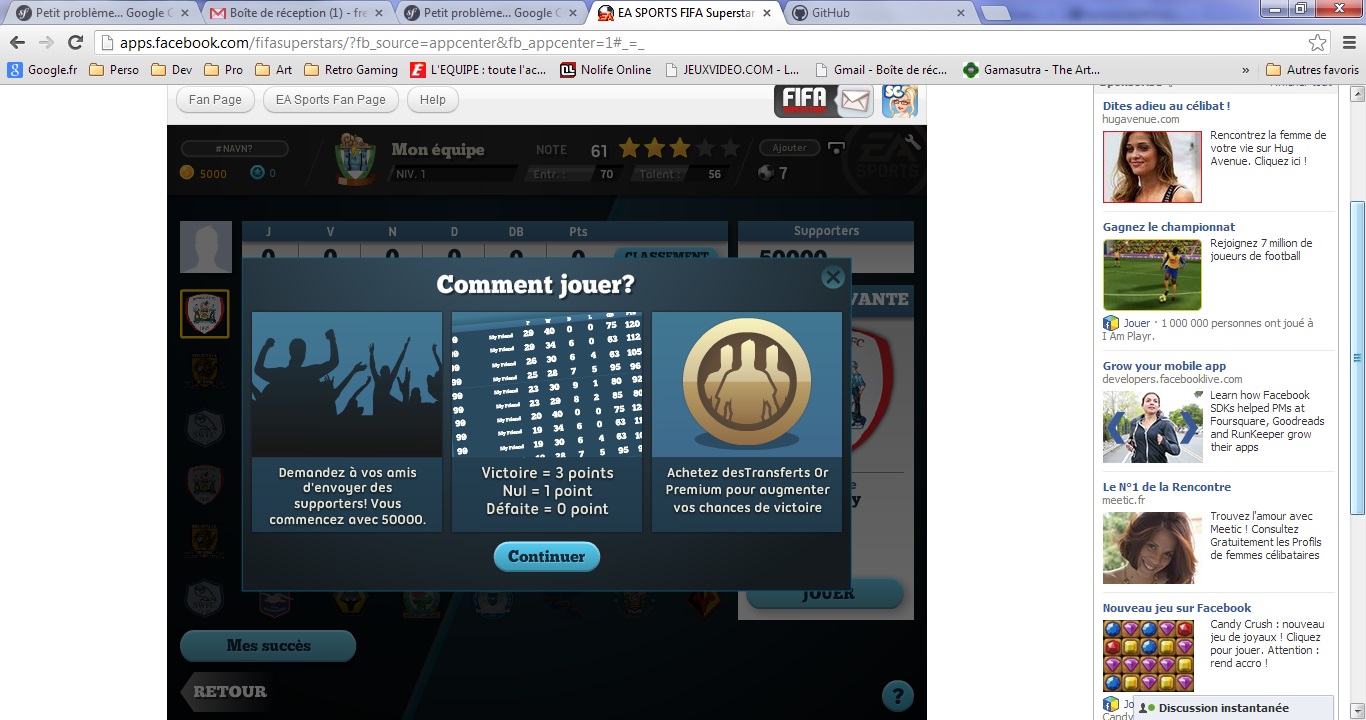 Petit problème... Google C
Boîte de réception (1) - fre
Petit problème... Google C
EA SPORTS FIFA Superstar
GitHub
apps.facebook.com/fifasuperstars/?fb_source=appcenter&fb_appcenter=1#_=_
Google.fr
Perso
Dev
Pro
Art
Retro Gaming
L'EQUIPE : toute l'ac...
Nolife Online
JEUXVIDEO.COM - L...
Gmail - Boîte de réc...
Gamasutra - The Art...
»
Autres favoris
Fan Page
EA Sports Fan Page
Help
FIFA
SC
#NAVN?
5000
0
Mon équipe
NIV. 1
NOTE 61
Entr. : 70
Talent : 56
Ajouter
7
EA
SPORTS
J V N D DB Pts
0 0 0 0 0 0
CLASSEMENT
Supporters
50000
VANTE
Comment jouer?
Demandez à vos amis
d'envoyer des
supporters! Vous
commencez avec 50000.
Victoire = 3 points
Nul = 1 point
Défaite = 0 point
Achetez desTransferts Or
Premium pour augmenter
vos chances de victoire
Continuer
JOUER
Mes succès
RETOUR
?
Dites adieu au célibat !
hugavenue.com
Rencontrez la femme de
votre vie sur Hug
Avenue. Cliquez ici !
Gagnez le championnat
Rejoignez 7 million de
joueurs de football
Jouer · 1 000 000 personnes ont joué à
I Am Playr.
Grow your mobile app
developers.facebooklive.com
Learn how Facebook
SDKs helped PMs at
Foursquare, Goodreads
and RunKeeper grow
their apps
Le N°1 de la Rencontre
meetic.fr
Trouvez l'amour avec
Meetic ! Consultez
Gratuitement les Profils
de femmes célibataires
Nouveau jeu sur Facebook
Candy Crush : nouveau
jeu de joyaux ! Cliquez
pour jouer. Attention :
rend accro !
Discussion instantanée